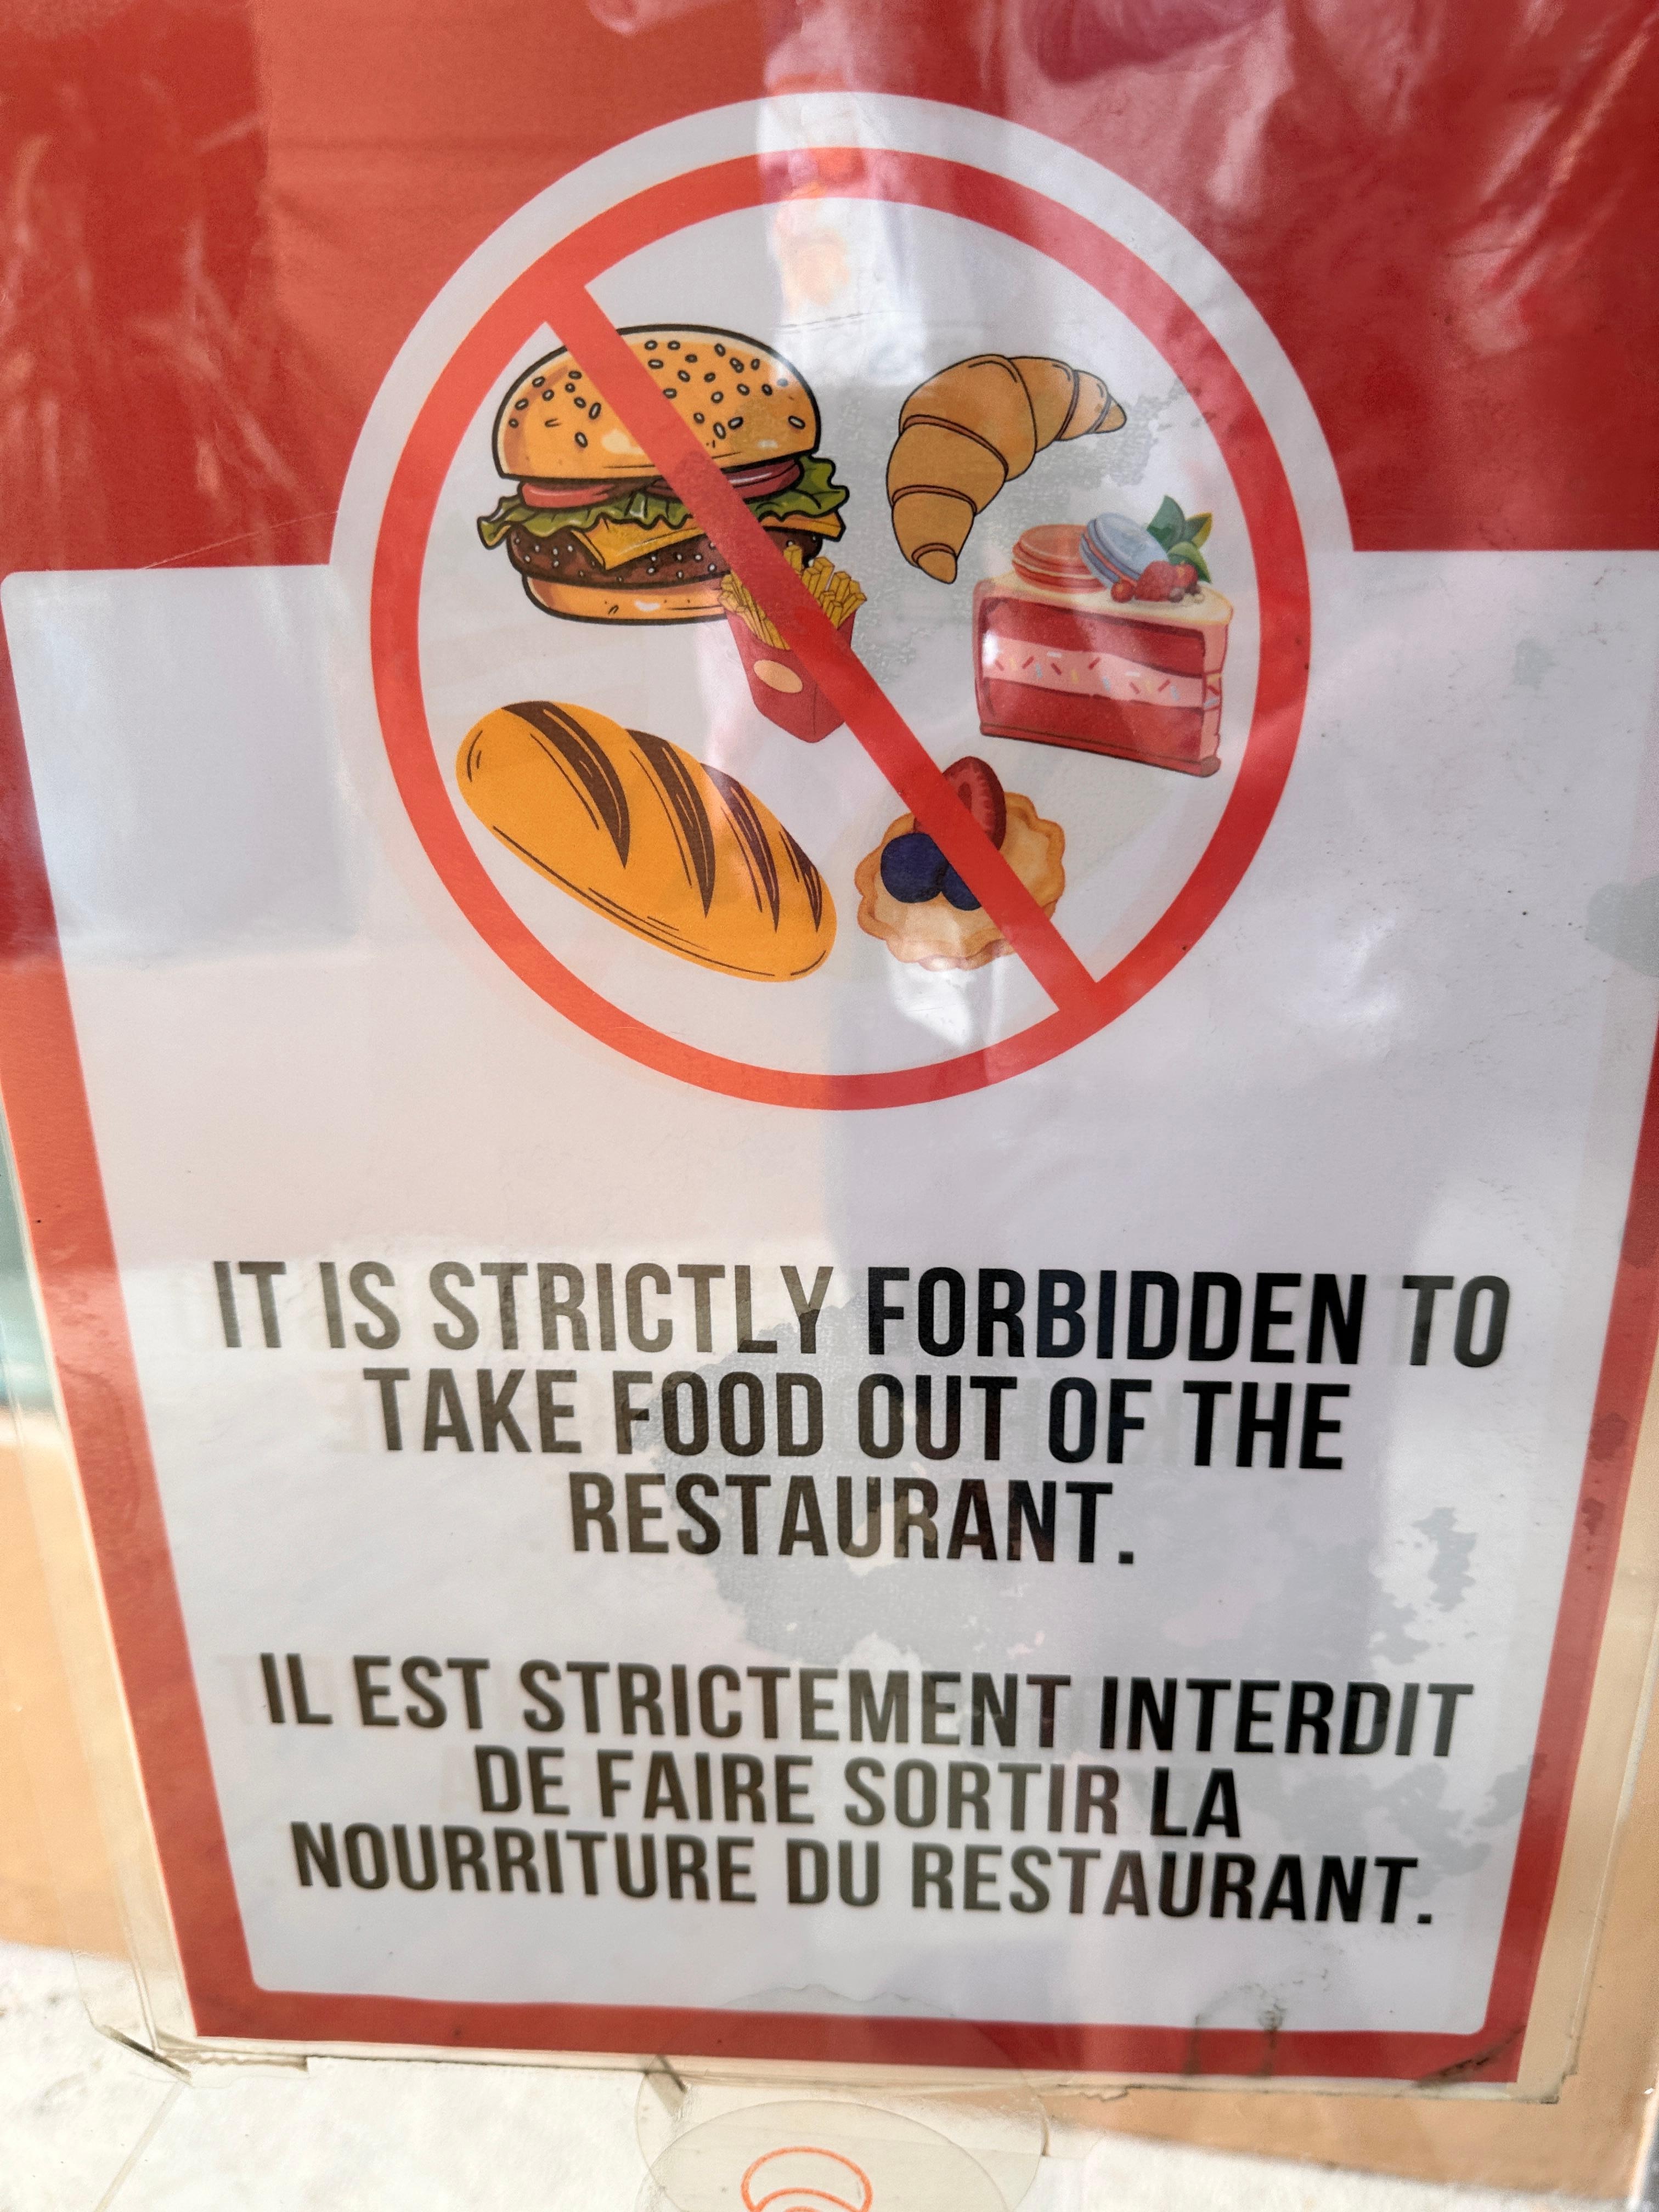 IT IS STRICTLY FORBIDDEN TO
TAKE FOOD OUT OF THE
RESTAURANT.
IL EST STRICTEMENT INTERDIT
DE FAIRE SORTIR LA
NOURRITURE DU RESTAURANT.